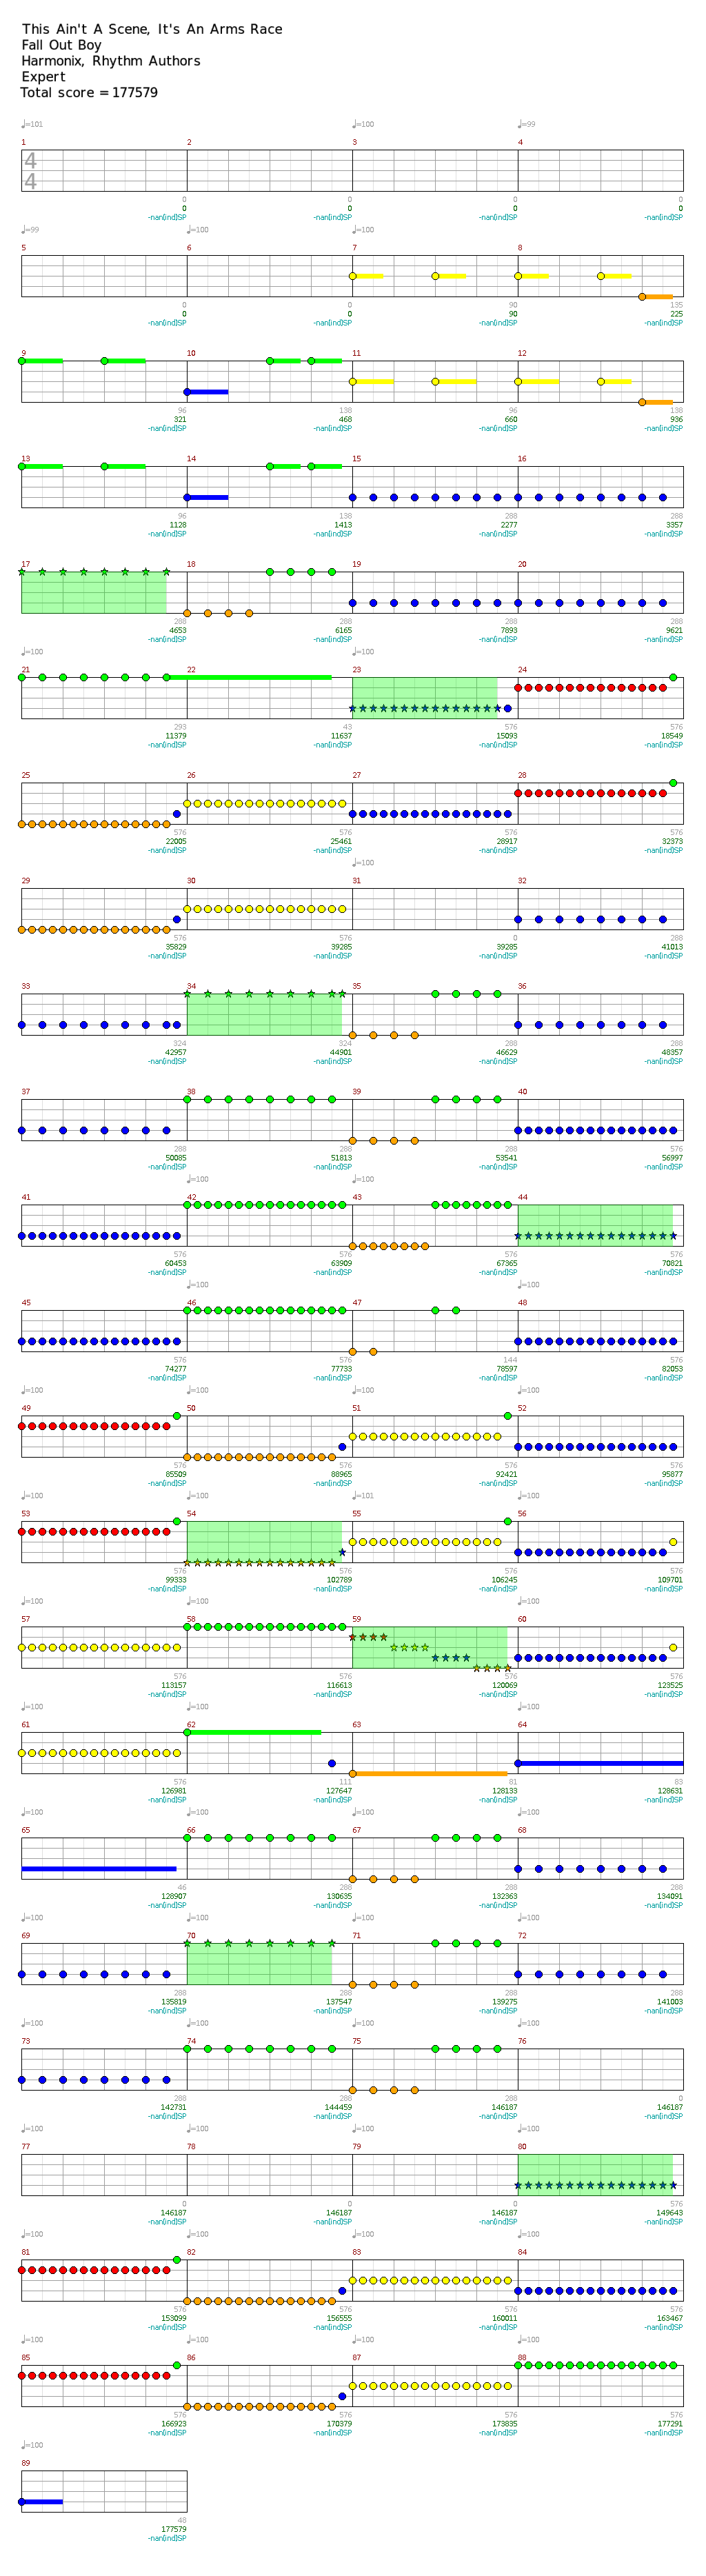 This Ain't A Scene, It's An Arms Race
Fall Out Boy
Harmonix, Rhythm Authors
Expert
Total score = 177579
♩=101 ♩=100 ♩=99
1 2 3 4
4
4
0 0 0 0
0 0 0 0
-nan(ind)SP -nan(ind)SP -nan(ind)SP -nan(ind)SP
♩=99 ♩=100 ♩=100
5 6 7 8
0 0 90 135
0 0 90 225
-nan(ind)SP -nan(ind)SP -nan(ind)SP -nan(ind)SP
9 10 11 12
96 138 96 138
321 468 660 936
-nan(ind)SP -nan(ind)SP -nan(ind)SP -nan(ind)SP
13 14 15 16
96 138 288 288
1128 1413 2277 3357
-nan(ind)SP -nan(ind)SP -nan(ind)SP -nan(ind)SP
17 18 19 20
288 288 288 288
4653 6165 7893 9621
-nan(ind)SP -nan(ind)SP -nan(ind)SP -nan(ind)SP
♩=100 ♩=100
21 22 23 24
293 43 576 576
11379 11637 15093 18549
-nan(ind)SP -nan(ind)SP -nan(ind)SP -nan(ind)SP
25 26 27 28
576 576 576 576
22005 25461 28917 32373
-nan(ind)SP -nan(ind)SP -nan(ind)SP -nan(ind)SP
♩=100
29 30 31 32
576 576 0 288
35829 39285 39285 41013
-nan(ind)SP -nan(ind)SP -nan(ind)SP -nan(ind)SP
33 34 35 36
324 324 288 288
42957 44901 46629 48357
-nan(ind)SP -nan(ind)SP -nan(ind)SP -nan(ind)SP
37 38 39 40
288 288 288 576
50085 51813 53541 56997
-nan(ind)SP -nan(ind)SP -nan(ind)SP -nan(ind)SP
♩=100 ♩=100
41 42 43 44
576 576 576 576
60453 63909 67365 70821
-nan(ind)SP -nan(ind)SP -nan(ind)SP -nan(ind)SP
♩=100 ♩=100
45 46 47 48
576 576 144 576
74277 77733 78597 82053
-nan(ind)SP -nan(ind)SP -nan(ind)SP -nan(ind)SP
♩=100 ♩=100 ♩=100
49 50 51 52
576 576 576 576
85509 88965 92421 95877
-nan(ind)SP -nan(ind)SP -nan(ind)SP -nan(ind)SP
♩=100 ♩=100 ♩=101
53 54 55 56
576 576 576 576
99333 102789 106245 109701
-nan(ind)SP -nan(ind)SP -nan(ind)SP -nan(ind)SP
♩=100 ♩=100 ♩=100 ♩=100
57 58 59 60
576 576 576 576
113157 116613 120069 123525
-nan(ind)SP -nan(ind)SP -nan(ind)SP -nan(ind)SP
♩=100 ♩=100 ♩=100 ♩=100
61 62 63 64
576 111 81 83
126981 127647 128133 128631
-nan(ind)SP -nan(ind)SP -nan(ind)SP -nan(ind)SP
♩=100 ♩=100 ♩=100 ♩=100
65 66 67 68
46 288 288 288
128907 130635 132363 134091
-nan(ind)SP -nan(ind)SP -nan(ind)SP -nan(ind)SP
♩=100 ♩=100 ♩=100 ♩=100
69 70 71 72
288 288 288 288
135819 137547 139275 141003
-nan(ind)SP -nan(ind)SP -nan(ind)SP -nan(ind)SP
♩=100 ♩=100 ♩=100 ♩=100
73 74 75 76
288 288 288 0
142731 144459 146187 146187
-nan(ind)SP -nan(ind)SP -nan(ind)SP -nan(ind)SP
♩=100 ♩=100 ♩=100 ♩=100
77 78 79 80
0 0 0 576
146187 146187 146187 149643
-nan(ind)SP -nan(ind)SP -nan(ind)SP -nan(ind)SP
♩=100 ♩=100 ♩=100 ♩=100
81 82 83 84
576 576 576 576
153099 156555 160011 163467
-nan(ind)SP -nan(ind)SP -nan(ind)SP -nan(ind)SP
♩=100 ♩=100 ♩=100 ♩=100
85 86 87 88
576 576 576 576
166923 170379 173835 177291
-nan(ind)SP -nan(ind)SP -nan(ind)SP -nan(ind)SP
♩=100
89
48
177579
-nan(ind)SP